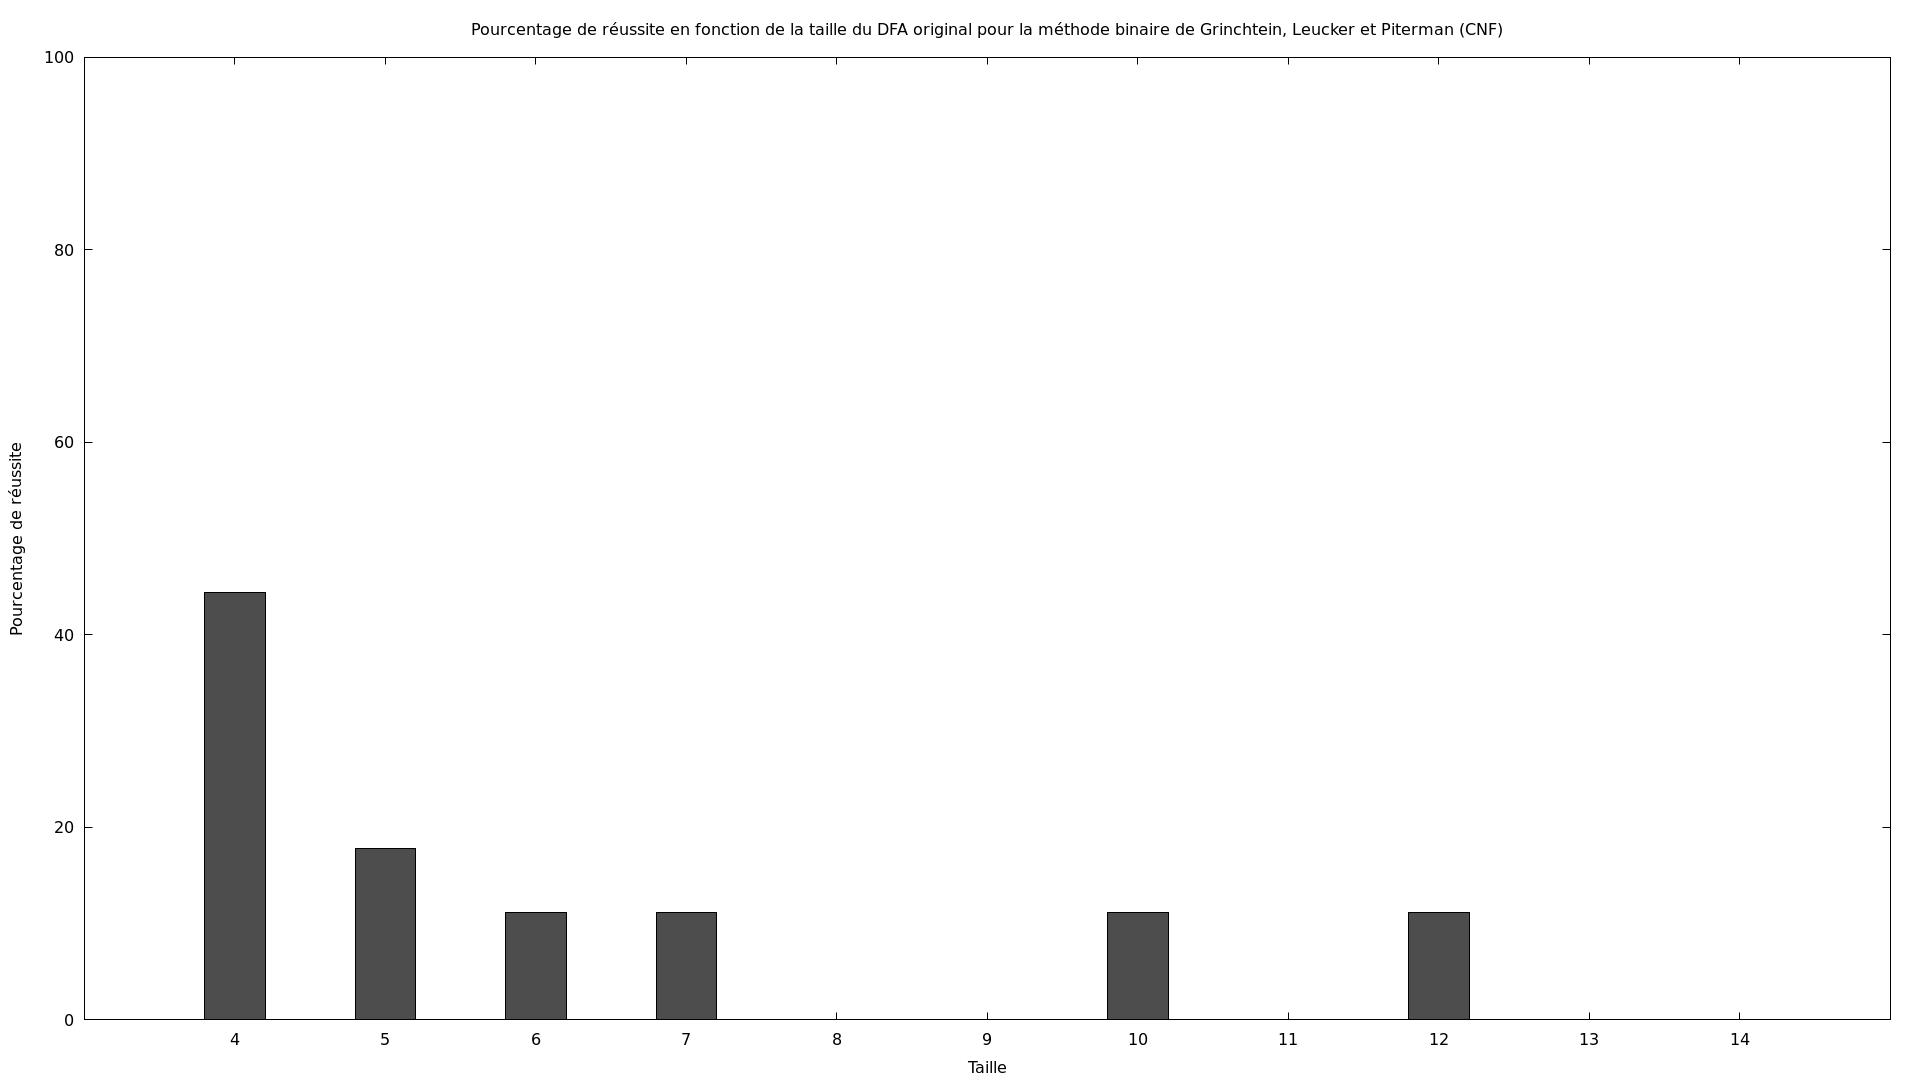 Pourcentage de réussite en fonction de la taille du DFA original pour la méthode binaire de Grinchtein, Leucker et Piterman (CNF)
100
80
60
40
20
0
Pourcentage de réussite
4 5 6 7 8 9 10 11 12 13 14
Taille